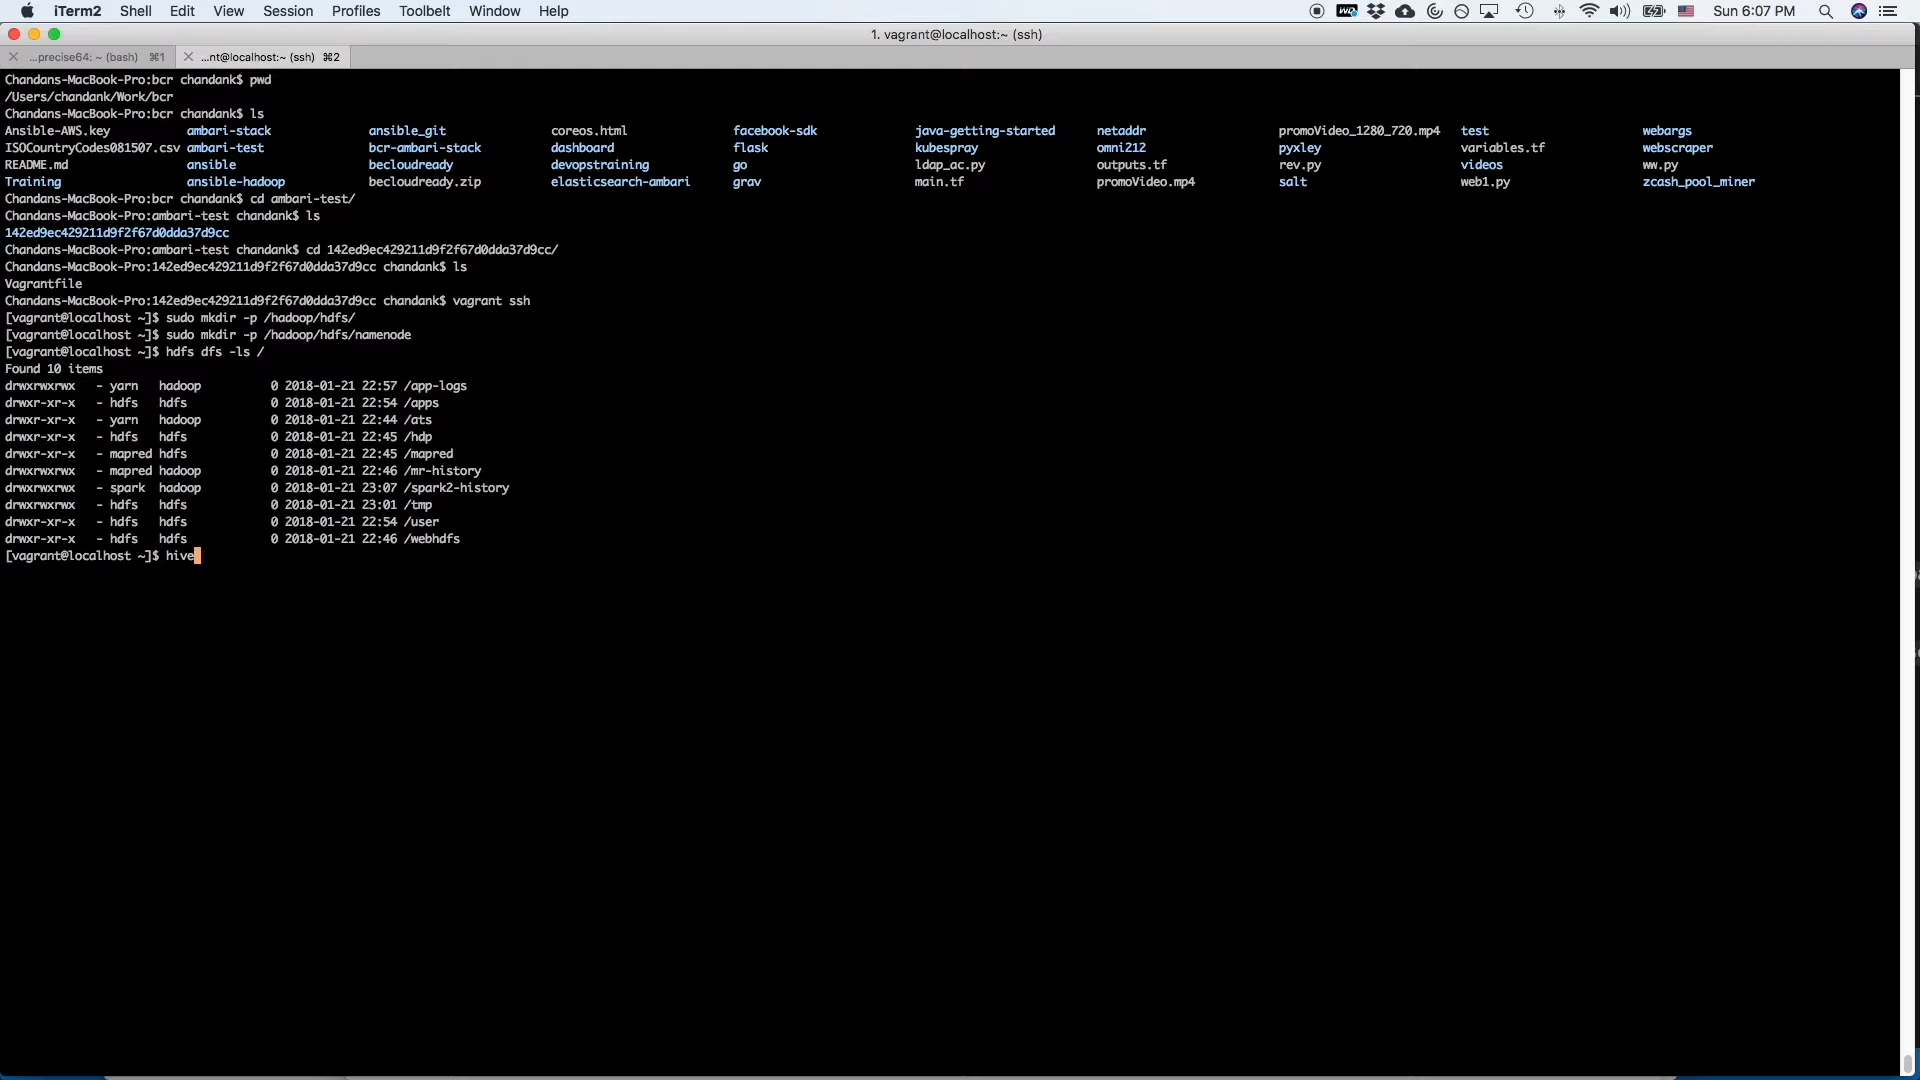 iTerm2 Shell Edit View Session Profiles Toolbelt Window Help Sun 6:07 PM
1. vagrant@localhost:~ (ssh)
...precise64: ~ (bash) ⌘1 ...nt@localhost:~ (ssh) ⌘2
Chandans-MacBook-Pro:bcr chandank$ pwd
/Users/chandank/Work/bcr
Chandans-MacBook-Pro:bcr chandank$ ls
Ansible-AWS.key ambari-stack ansible_git coreos.html facebook-sdk java-getting-started netaddr promoVideo_1280_720.mp4 test webargs
ISOCountryCodes081507.csv ambari-test bcr-ambari-stack dashboard flask kubespray omni212 pyxley variables.tf webscraper
README.md ansible becloudready devopstraining go ldap_ac.py outputs.tf rev.py videos ww.py
Training ansible-hadoop becloudready.zip elasticsearch-ambari grav main.tf promoVideo.mp4 salt web1.py zcash_pool_miner
Chandans-MacBook-Pro:bcr chandank$ cd ambari-test/
Chandans-MacBook-Pro:ambari-test chandank$ ls
142ed9ec429211d9f2f67d0dda37d9cc
Chandans-MacBook-Pro:ambari-test chandank$ cd 142ed9ec429211d9f2f67d0dda37d9cc/
Chandans-MacBook-Pro:142ed9ec429211d9f2f67d0dda37d9cc chandank$ ls
Vagrantfile
Chandans-MacBook-Pro:142ed9ec429211d9f2f67d0dda37d9cc chandank$ vagrant ssh
[vagrant@localhost ~]$ sudo mkdir -p /hadoop/hdfs/
[vagrant@localhost ~]$ sudo mkdir -p /hadoop/hdfs/namenode
[vagrant@localhost ~]$ hdfs dfs -ls /
Found 10 items
drwxrwxrwx - yarn hadoop 0 2018-01-21 22:57 /app-logs
drwxr-xr-x - hdfs hdfs 0 2018-01-21 22:54 /apps
drwxr-xr-x - yarn hadoop 0 2018-01-21 22:44 /ats
drwxr-xr-x - hdfs hdfs 0 2018-01-21 22:45 /hdp
drwxr-xr-x - mapred hdfs 0 2018-01-21 22:45 /mapred
drwxrwxrwx - mapred hadoop 0 2018-01-21 22:46 /mr-history
drwxrwxrwx - spark hadoop 0 2018-01-21 23:07 /spark2-history
drwxrwxrwx - hdfs hdfs 0 2018-01-21 23:01 /tmp
drwxr-xr-x - hdfs hdfs 0 2018-01-21 22:54 /user
drwxr-xr-x - hdfs hdfs 0 2018-01-21 22:46 /webhdfs
[vagrant@localhost ~]$ hive